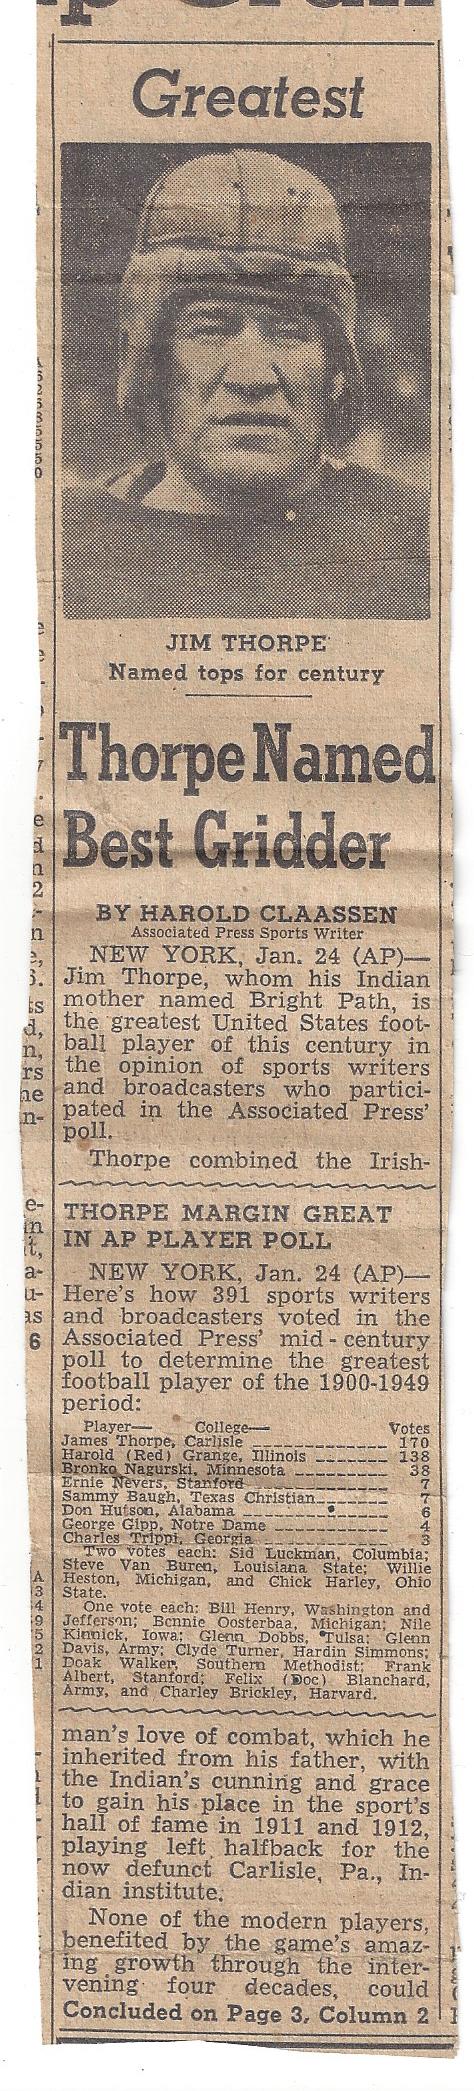 Greatest
JIM THORPE
Named tops for century
Thorpe Named
Best Gridder
BY HAROLD CLAASSEN
Associated Press Sports Writer
NEW YORK, Jan. 24 (AP)—
Jim Thorpe, whom his Indian
mother named Bright Path, is
the greatest United States foot-
ball player of this century in
the opinion of sports writers
and broadcasters who partici-
pated in the Associated Press'
poll.
Thorpe combined the Irish-
THORPE MARGIN GREAT
IN AP PLAYER POLL
NEW YORK, Jan. 24 (AP)—
Here's how 391 sports writers
and broadcasters voted in the
Associated Press' mid-century
poll to determine the greatest
football player of the 1900-1949
period:
Player— College— Votes
James Thorpe, Carlisle 170
Harold (Red) Grange, Illinois 138
Bronko Nagurski, Minnesota 38
Ernie Nevers, Stanford 7
Sammy Baugh, Texas Christian 7
Don Hutson, Alabama 6
George Gipp, Notre Dame 4
Charles Trippi, Georgia 3
Two votes each: Sid Luckman, Columbia;
Steve Van Buren, Louisiana State; Willie
Heston, Michigan, and Chick Harley, Ohio
State.
One vote each: Bill Henry, Washington and
Jefferson; Bennie Oosterbaa, Michigan; Nile
Kinnick, Iowa; Glenn Dobbs, Tulsa; Glenn
Davis, Army; Clyde Turner, Hardin Simmons;
Doak Walker, Southern Methodist; Frank
Albert, Stanford; Felix (Doc) Blanchard,
Army, and Charley Brickley, Harvard.
man's love of combat, which he
inherited from his father, with
the Indian's cunning and grace
to gain his place in the sport's
hall of fame in 1911 and 1912,
playing left halfback for the
now defunct Carlisle, Pa., In-
dian institute.
None of the modern players,
benefited by the game's amaz-
ing growth through the inter-
vening four decades, could
Concluded on Page 3, Column 2